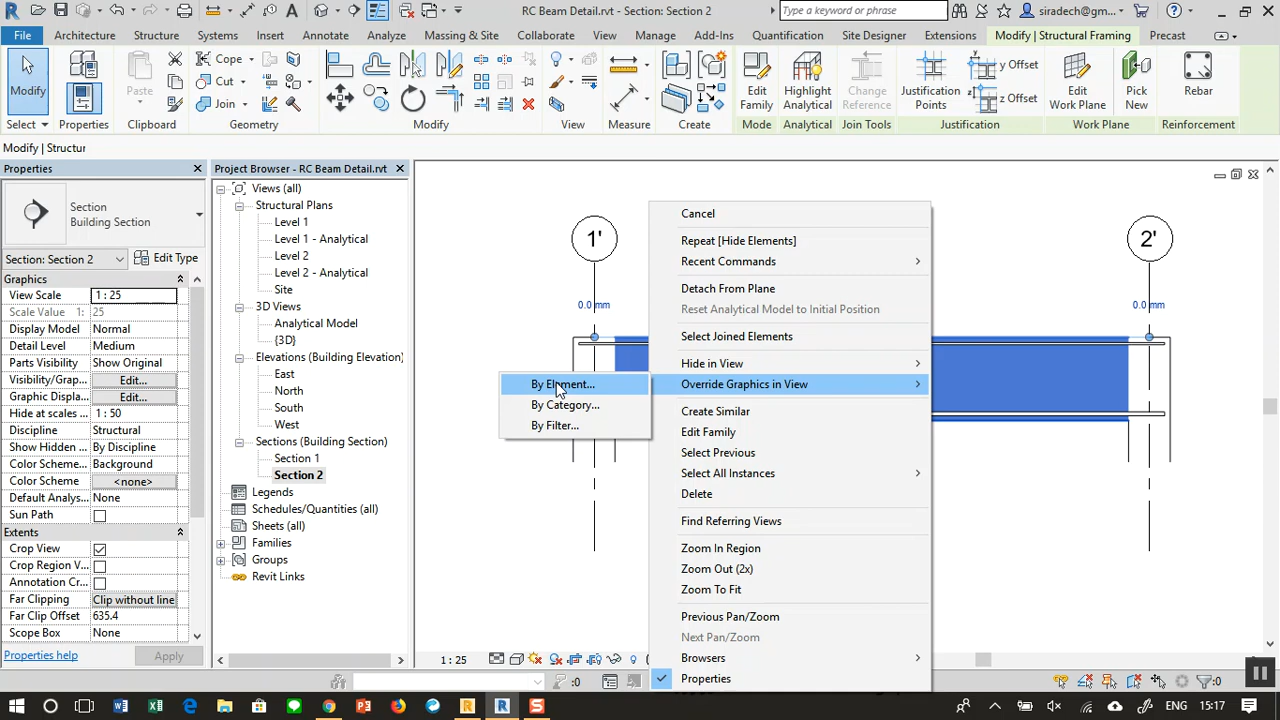 RC Beam Detail.rvt - Section: Section 2
Type a keyword or phrase
siradech@gm...
File
Architecture
Structure
Systems
Insert
Annotate
Analyze
Massing & Site
Collaborate
View
Manage
Add-Ins
Quantification
Site Designer
Extensions
Modify | Structural Framing
Precast
Modify
Paste
Cope
Cut
Join
Edit
Family
Highlight
Analytical
Change
Reference
Justification
Points
y Offset
z Offset
Edit
Work Plane
Pick
New
Rebar
Select
Properties
Clipboard
Geometry
Modify
View
Measure
Create
Mode
Analytical
Join Tools
Justification
Work Plane
Reinforcement
Modify | Structur
Properties
Section
Building Section
Section: Section 2
Edit Type
Graphics
View Scale 1 : 25
Scale Value 1: 25
Display Model Normal
Detail Level Medium
Parts Visibility Show Original
Visibility/Grap... Edit...
Graphic Displa... Edit...
Hide at scales ... 1 : 50
Discipline Structural
Show Hidden ... By Discipline
Color Scheme... Background
Color Scheme <none>
Default Analys... None
Sun Path
Extents
Crop View
Crop Region V...
Annotation Cr...
Far Clipping Clip without line
Far Clip Offset 635.4
Scope Box None
Properties help
Apply
Project Browser - RC Beam Detail.rvt
Views (all)
Structural Plans
Level 1
Level 1 - Analytical
Level 2
Level 2 - Analytical
Site
3D Views
Analytical Model
{3D}
Elevations (Building Elevation)
East
North
South
West
Sections (Building Section)
Section 1
Section 2
Legends
Schedules/Quantities (all)
Sheets (all)
Families
Groups
Revit Links
1'
2'
0.0 mm
0.0 mm
Cancel
Repeat [Hide Elements]
Recent Commands
Detach From Plane
Reset Analytical Model to Initial Position
Select Joined Elements
Hide in View
Override Graphics in View
Create Similar
Edit Family
Select Previous
Select All Instances
Delete
Find Referring Views
Zoom In Region
Zoom Out (2x)
Zoom To Fit
Previous Pan/Zoom
Next Pan/Zoom
Browsers
Properties
By Element...
By Category...
By Filter...
1 : 25
:0
:0
ENG
15:17